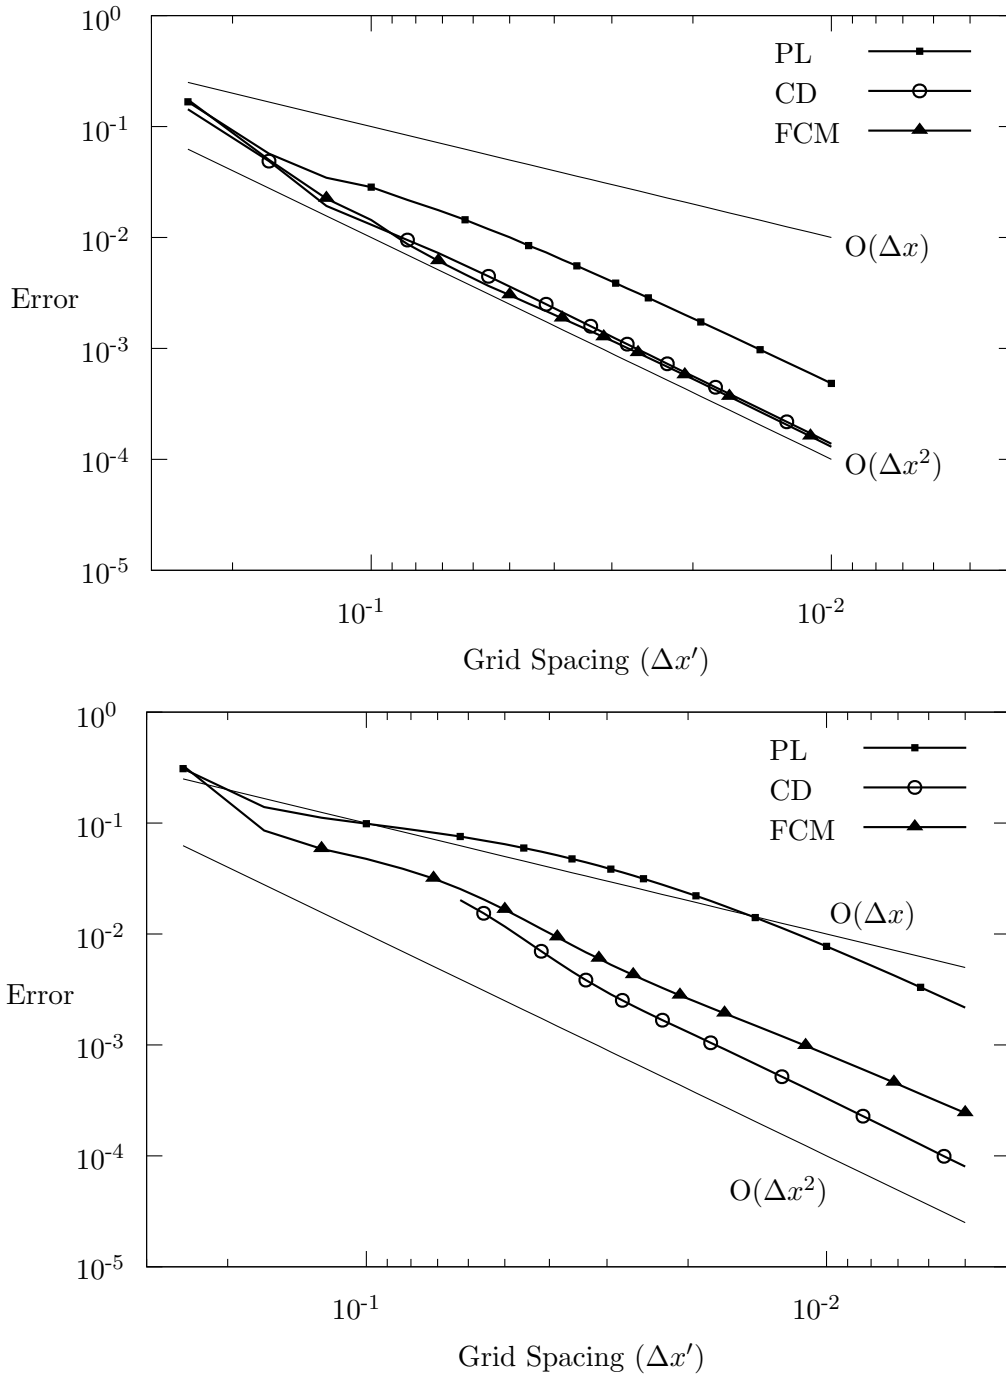 10^0
PL
CD
10^-1
FCM
10^-2
O(Δx)
Error
10^-3
10^-4
O(Δx^2)
10^-5
10^-1
10^-2
Grid Spacing (Δx′)
10^0
PL
CD
10^-1
FCM
O(Δx)
10^-2
Error
10^-3
10^-4
O(Δx^2)
10^-5
10^-1
10^-2
Grid Spacing (Δx′)